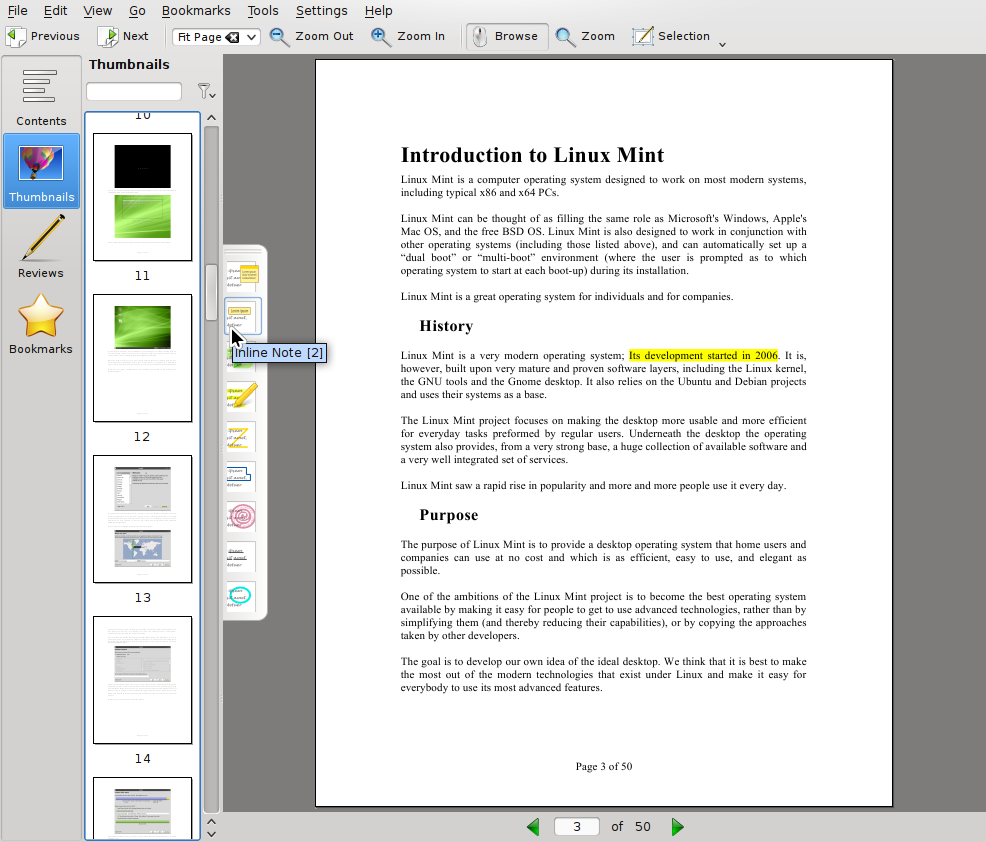 File Edit View Go Bookmarks Tools Settings Help
Previous Next Fit Page Zoom Out Zoom In Browse Zoom Selection
Thumbnails
Contents
Thumbnails
Reviews
Bookmarks
10
11
12
13
14
Inline Note [2]
Introduction to Linux Mint
Linux Mint is a computer operating system designed to work on most modern systems,
including typical x86 and x64 PCs.
Linux Mint can be thought of as filling the same role as Microsoft's Windows, Apple's
Mac OS, and the free BSD OS. Linux Mint is also designed to work in conjunction with
other operating systems (including those listed above), and can automatically set up a
“dual boot” or “multi-boot” environment (where the user is prompted as to which
operating system to start at each boot-up) during its installation.
Linux Mint is a great operating system for individuals and for companies.
History
Linux Mint is a very modern operating system; Its development started in 2006. It is,
however, built upon very mature and proven software layers, including the Linux kernel,
the GNU tools and the Gnome desktop. It also relies on the Ubuntu and Debian projects
and uses their systems as a base.
The Linux Mint project focuses on making the desktop more usable and more efficient
for everyday tasks preformed by regular users. Underneath the desktop the operating
system also provides, from a very strong base, a huge collection of available software and
a very well integrated set of services.
Linux Mint saw a rapid rise in popularity and more and more people use it every day.
Purpose
The purpose of Linux Mint is to provide a desktop operating system that home users and
companies can use at no cost and which is as efficient, easy to use, and elegant as
possible.
One of the ambitions of the Linux Mint project is to become the best operating system
available by making it easy for people to get to use advanced technologies, rather than by
simplifying them (and thereby reducing their capabilities), or by copying the approaches
taken by other developers.
The goal is to develop our own idea of the ideal desktop. We think that it is best to make
the most out of the modern technologies that exist under Linux and make it easy for
everybody to use its most advanced features.
Page 3 of 50
3 of 50